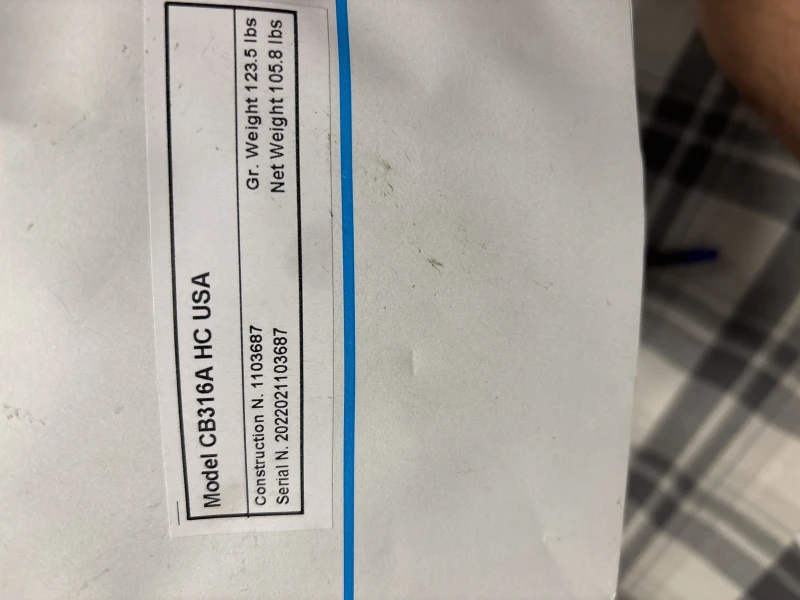 Model CB316A HC USA
Construction N. 1103687
Gr. Weight 123.5 lbs
Serial N. 2022021103687
Net Weight 105.8 lbs